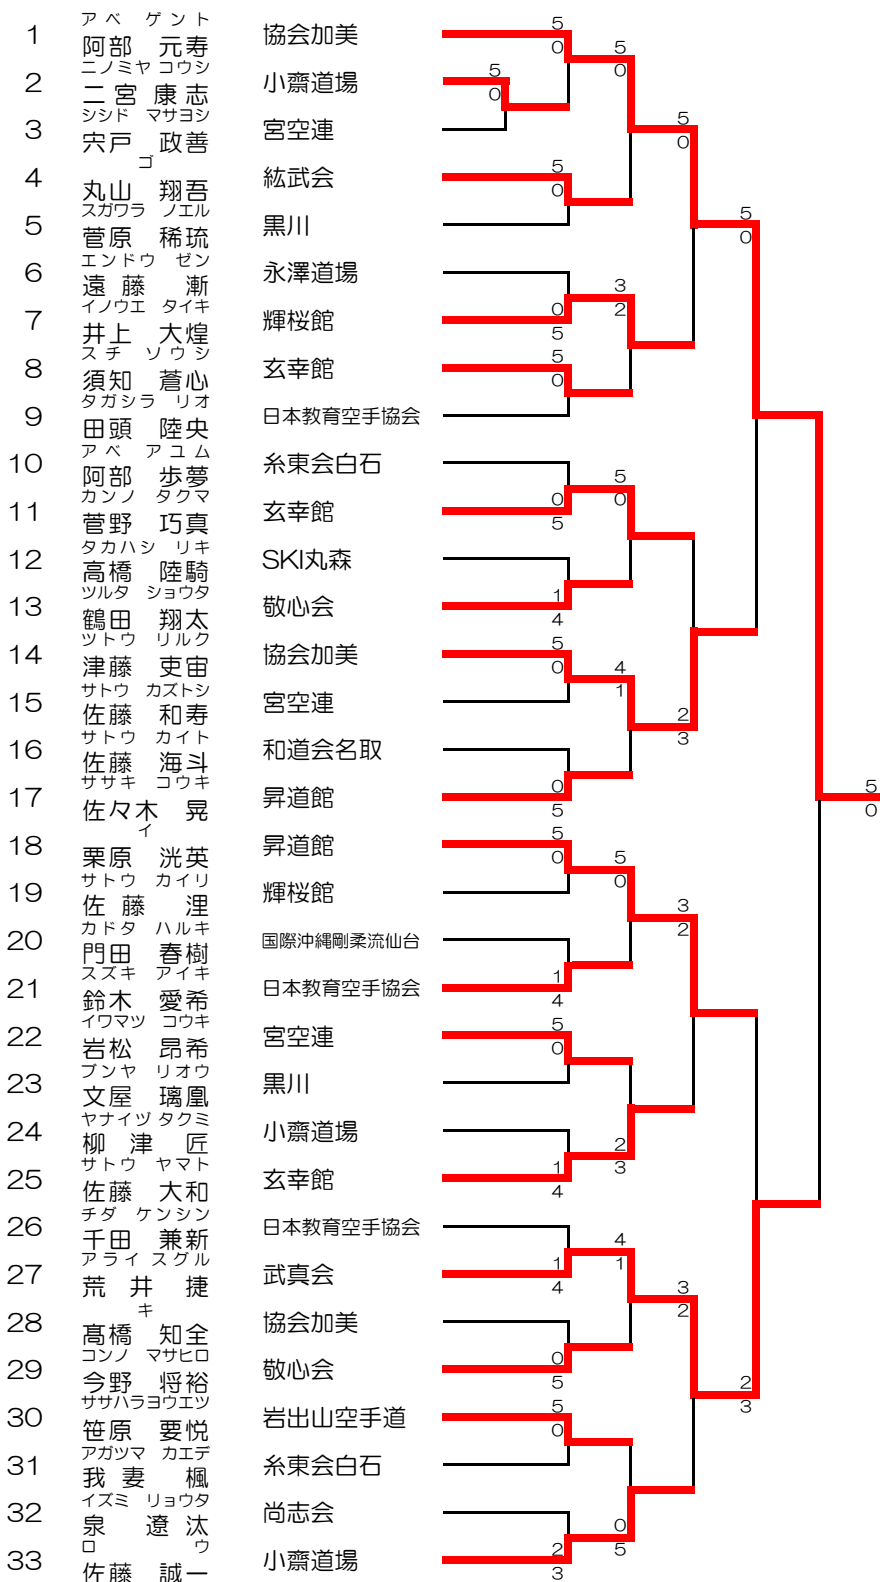 アベ ゲント
1 阿部 元寿 協会加美
ニノミヤ コウシ
2 二宮 康志 小齋道場
シシド マサヨシ
3 宍戸 政善 宮空連
ゴ
4 丸山 翔吾 紘武会
スガワラ ノエル
5 菅原 稀琉 黒川
エンドウ ゼン
6 遠藤 漸 永澤道場
イノウエ タイキ
7 井上 大煌 輝桜館
スチ ソウシ
8 須知 蒼心 玄幸館
タガシラ リオ
9 田頭 陸央 日本教育空手協会
アベ アユム
10 阿部 歩夢 糸東会白石
カンノ タクマ
11 菅野 巧真 玄幸館
タカハシ リキ
12 高橋 陸騎 SKI丸森
ツルタ ショウタ
13 鶴田 翔太 敬心会
ツトウ リルク
14 津藤 吏宙 協会加美
サトウ カズトシ
15 佐藤 和寿 宮空連
サトウ カイト
16 佐藤 海斗 和道会名取
ササキ コウキ
17 佐々木 晃 昇道館
イ
18 栗原 洸英 昇道館
サトウ カイリ
19 佐藤 浬 輝桜館
カドタ ハルキ
20 門田 春樹 国際沖縄剛柔流仙台
スズキ アイキ
21 鈴木 愛希 日本教育空手協会
イワマツ コウキ
22 岩松 昂希 宮空連
ブンヤ リオウ
23 文屋 璃凰 黒川
ヤナイヅ タクミ
24 柳津 匠 小齋道場
サトウ ヤマト
25 佐藤 大和 玄幸館
チダ ケンシン
26 千田 兼新 日本教育空手協会
アライ スグル
27 荒井 捷 武真会
キ
28 髙橋 知全 協会加美
コンノ マサヒロ
29 今野 将裕 敬心会
ササハラヨウエツ
30 笹原 要悦 岩出山空手道
アガツマ カエデ
31 我妻 楓 糸東会白石
イズミ リョウタ
32 泉 遼汰 尚志会
ロ ウ
33 佐藤 誠一 小齋道場
5
0
5
0
5
0
0
5
5
0
0
5
1
4
5
0
0
5
5
0
1
4
5
0
1
4
1
4
0
5
5
0
2
3
5
0
3
2
5
0
4
1
5
0
2
3
4
1
0
5
5
0
2
3
3
2
3
2
5
0
2
3
5
0